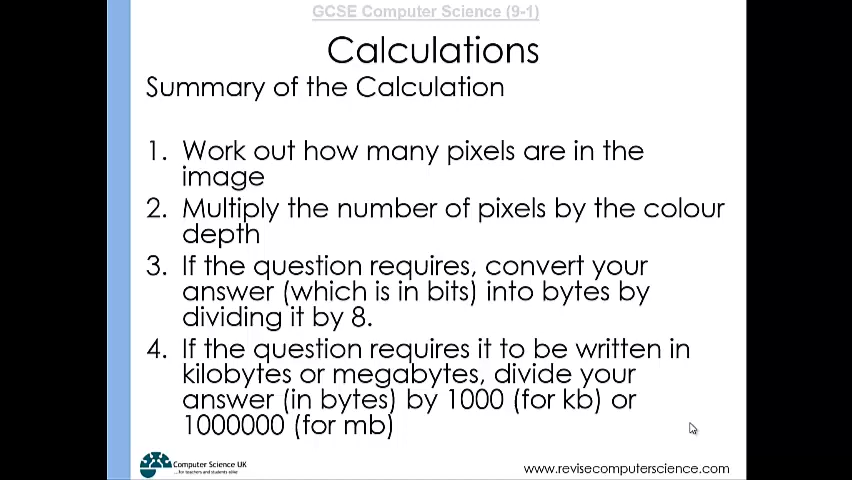 GCSE Computer Science (9-1)
Calculations
Summary of the Calculation
1. Work out how many pixels are in the
image
2. Multiply the number of pixels by the colour
depth
3. If the question requires, convert your
answer (which is in bits) into bytes by
dividing it by 8.
4. If the question requires it to be written in
kilobytes or megabytes, divide your
answer (in bytes) by 1000 (for kb) or
1000000 (for mb)
Computer Science UK
...for teachers and students alike
www.revisecomputerscience.com